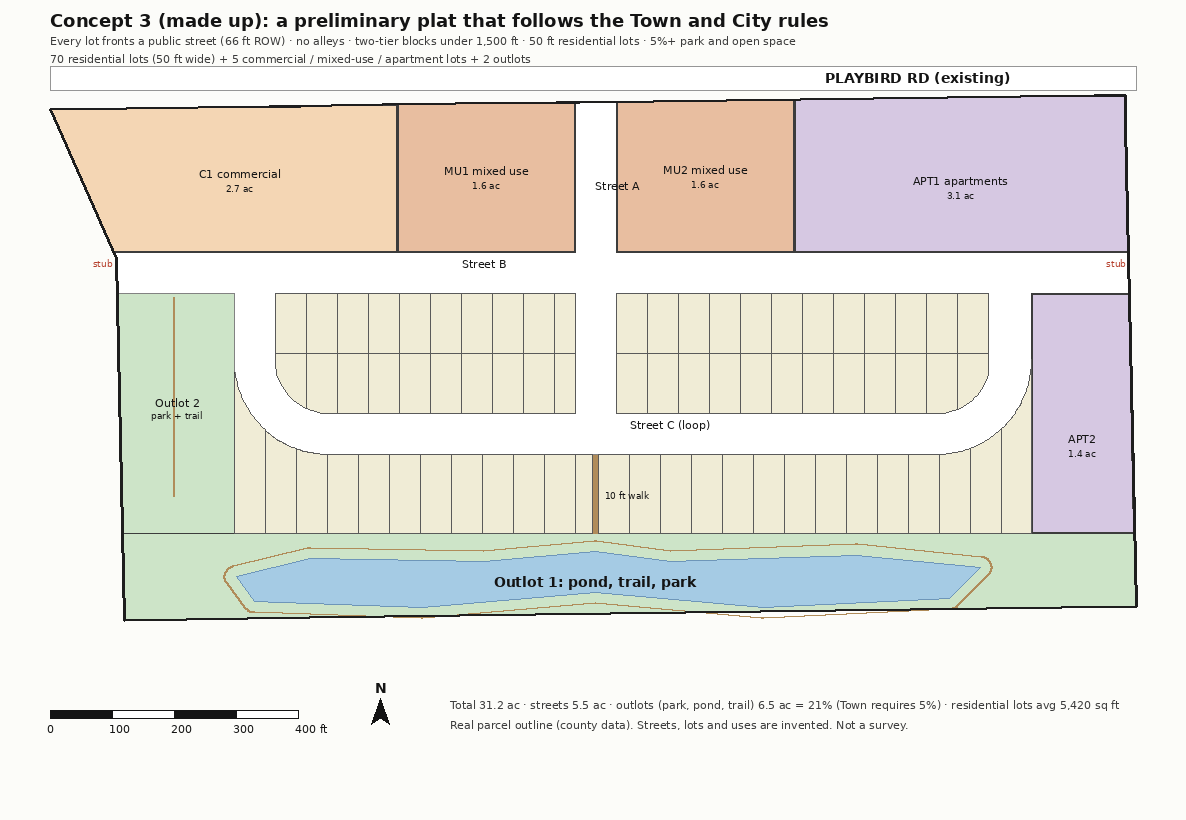 Concept 3 (made up): a preliminary plat that follows the Town and City rules
Every lot fronts a public street (66 ft ROW) · no alleys · two-tier blocks under 1,500 ft · 50 ft residential lots · 5%+ park and open space
70 residential lots (50 ft wide) + 5 commercial / mixed-use / apartment lots + 2 outlots
PLAYBIRD RD (existing)
C1 commercial
2.7 ac
MU1 mixed use
1.6 ac
Street A
MU2 mixed use
1.6 ac
APT1 apartments
3.1 ac
stub
Street B
stub
Outlot 2
park + trail
Street C (loop)
APT2
1.4 ac
10 ft walk
Outlot 1: pond, trail, park
N
0 100 200 300 400 ft
Total 31.2 ac · streets 5.5 ac · outlots (park, pond, trail) 6.5 ac = 21% (Town requires 5%) · residential lots avg 5,420 sq ft
Real parcel outline (county data). Streets, lots and uses are invented. Not a survey.